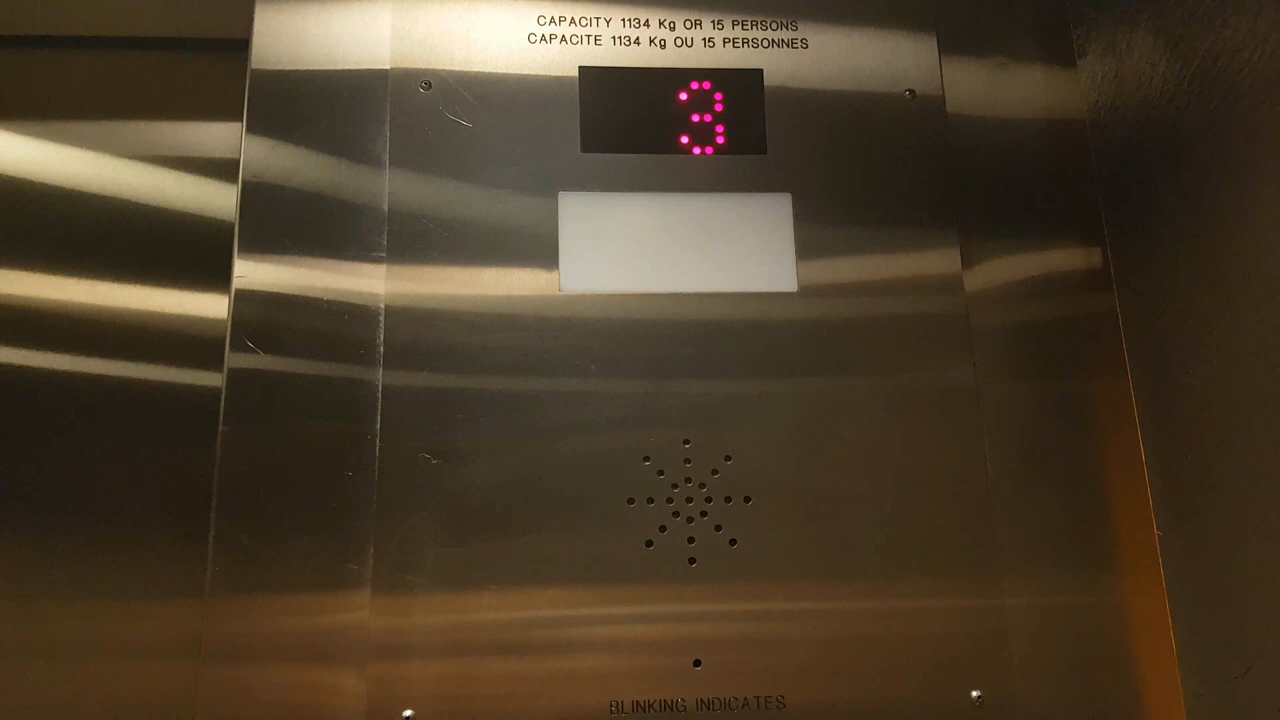 CAPACITY 1134 Kg OR 15 PERSONS
CAPACITE 1134 Kg OU 15 PERSONNES
3
BLINKING INDICATES